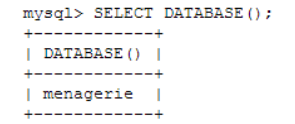 mysql> SELECT DATABASE();
+------------+
| DATABASE() |
+------------+
| menagerie  |
+------------+